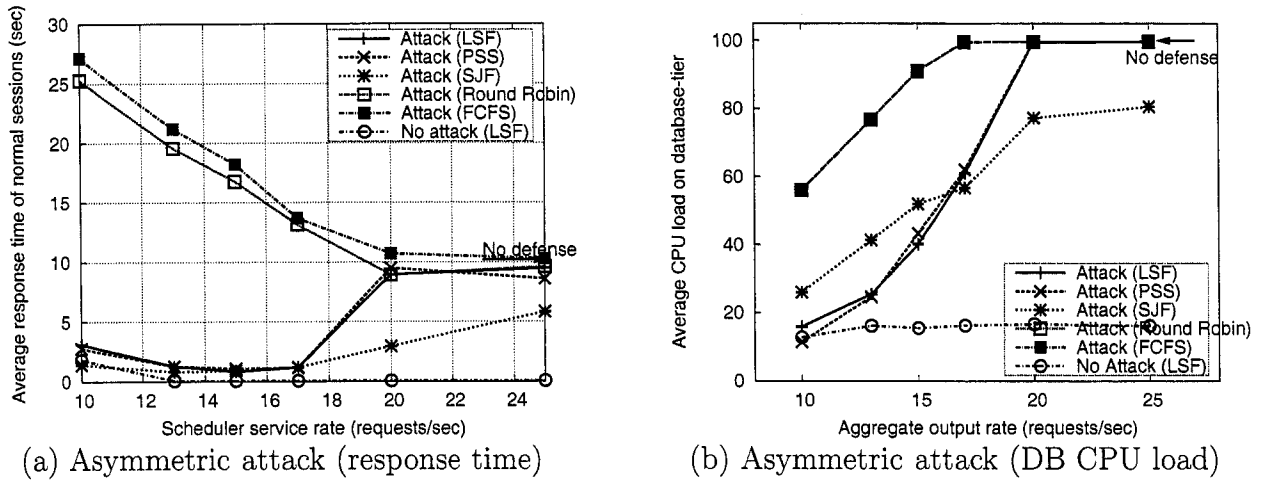 Average response time of normal sessions (sec)
30
25
20
15
10
5
0
Attack (LSF)
Attack (PSS)
Attack (SJF)
Attack (Round Robin)
Attack (FCFS)
No attack (LSF)
No defense
10 12 14 16 18 20 22 24
Scheduler service rate (requests/sec)
(a) Asymmetric attack (response time)
Average CPU load on database-tier
100
80
60
40
20
0
No defense
Attack (LSF)
Attack (PSS)
Attack (SJF)
Attack (Round Robin)
Attack (FCFS)
No Attack (LSF)
10 15 20 25
Aggregate output rate (requests/sec)
(b) Asymmetric attack (DB CPU load)